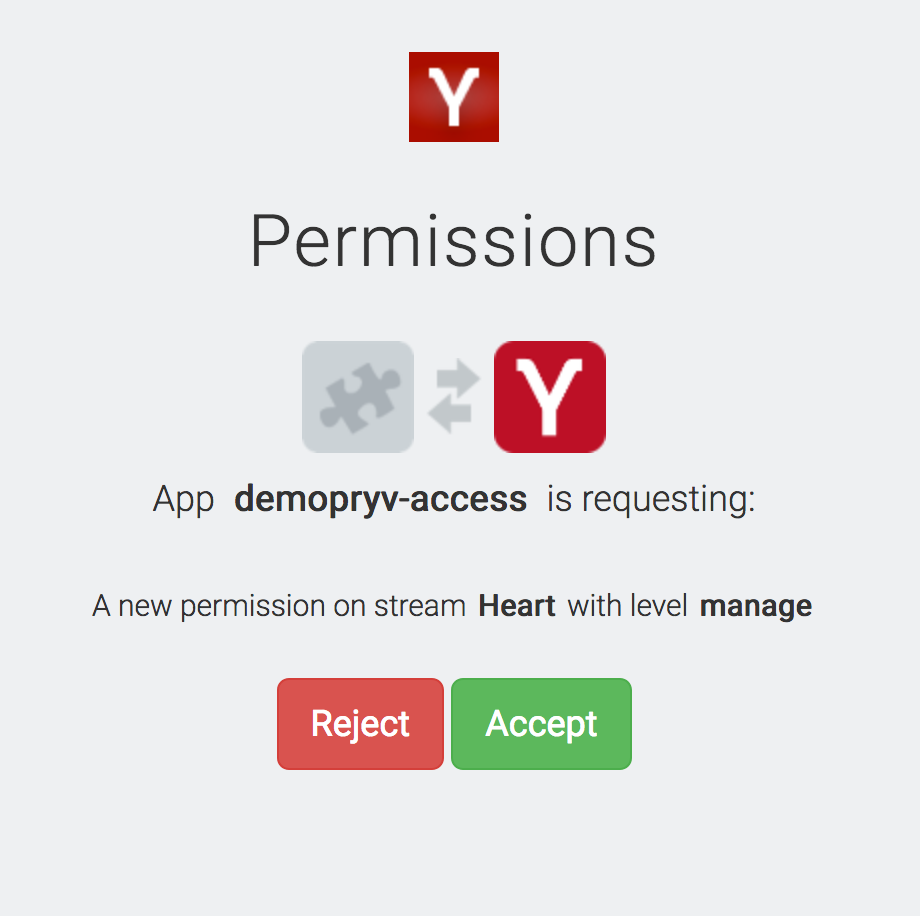 Y
Permissions
Y
App demopryv-access is requesting:
A new permission on stream Heart with level manage
Reject Accept